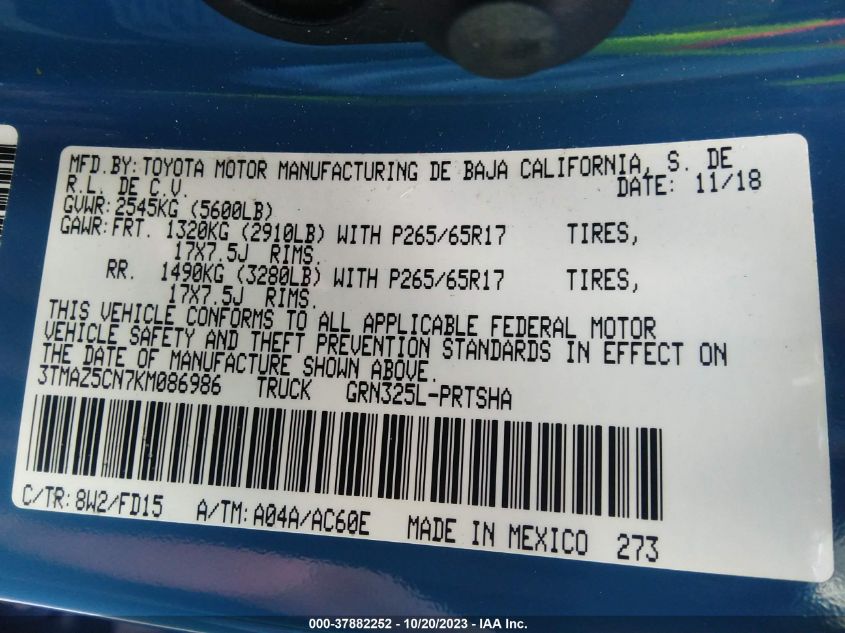 MFD.BY:TOYOTA MOTOR MANUFACTURING DE BAJA CALIFORNIA, S. DE
R.L. DE C.V. DATE: 11/18
GVWR:2545KG (5600LB)
GAWR:FRT. 1320KG (2910LB) WITH P265/65R17 TIRES,
17X7.5J RIMS.
RR. 1490KG (3280LB) WITH P265/65R17 TIRES,
17X7.5J RIMS.
THIS VEHICLE CONFORMS TO ALL APPLICABLE FEDERAL MOTOR
VEHICLE SAFETY AND THEFT PREVENTION STANDARDS IN EFFECT ON
THE DATE OF MANUFACTURE SHOWN ABOVE.
3TMAZ5CN7KM086986 TRUCK GRN325L-PRTSHA
C/TR:8W2/FD15 A/TM:A04A/AC60E MADE IN MEXICO 273
000-37882252 - 10/20/2023 - IAA Inc.